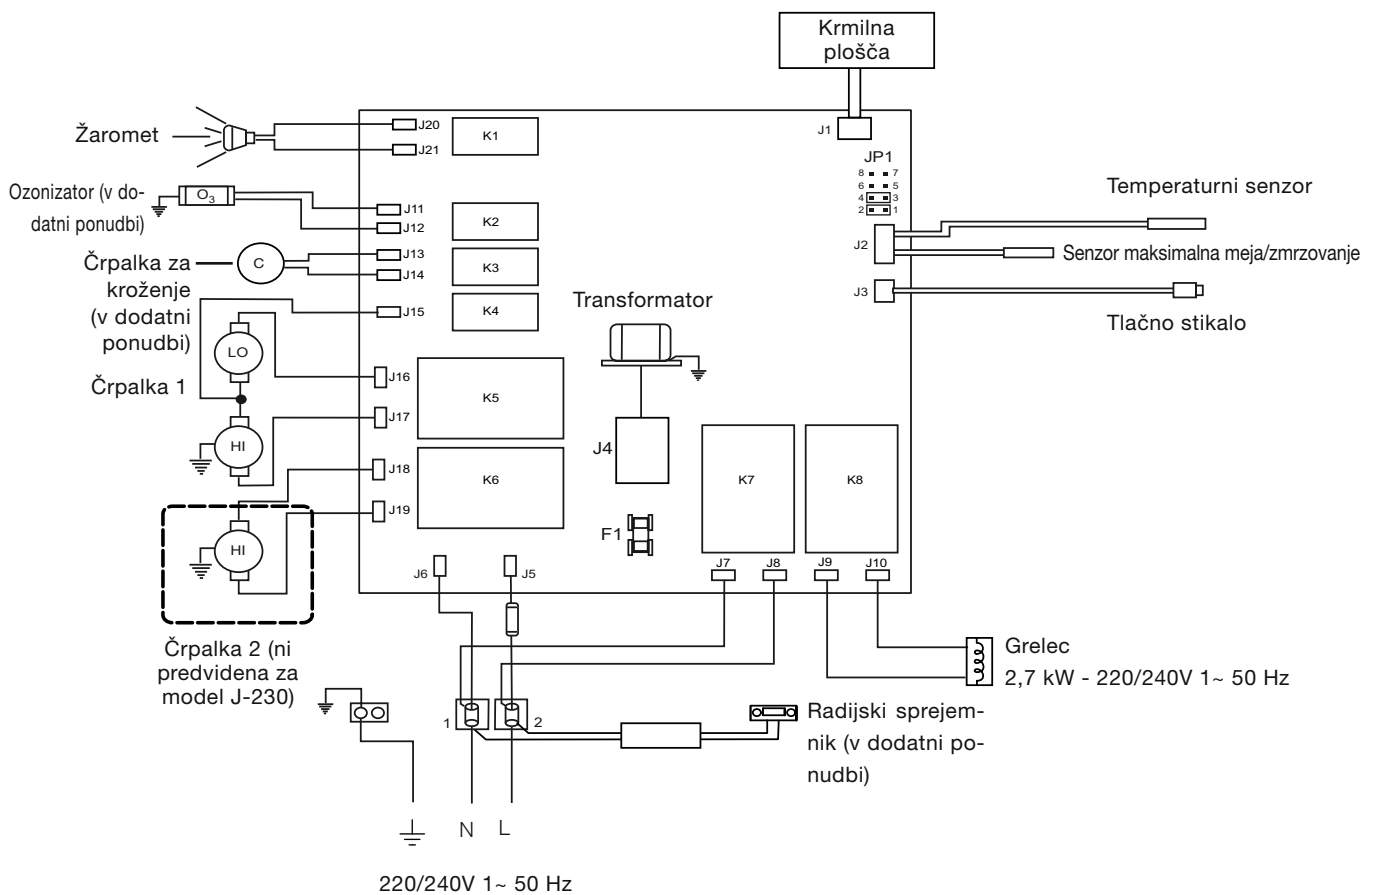 Krmilna
plošča
J1
JP1
8 7
6 5
4 3
2 1
Žaromet
J20
J21
K1
Ozonizator (v do-
datni ponudbi)
O3
J11
J12
K2
Črpalka za
kroženje
(v dodatni
ponudbi)
C
J13
J14
K3
J15
K4
LO
Črpalka 1
J16
K5
J17
HI
J18
K6
J19
HI
Črpalka 2 (ni
predvidena za
model J-230)
Transformator
J4
F1
Temperaturni senzor
J2
Senzor maksimalna meja/zmrzovanje
J3
Tlačno stikalo
K7
K8
J6
J5
J7
J8
J9
J10
Grelec
2,7 kW - 220/240V 1~ 50 Hz
1
2
Radijski sprejem-
nik (v dodatni po-
nudbi)
N L
220/240V 1~ 50 Hz